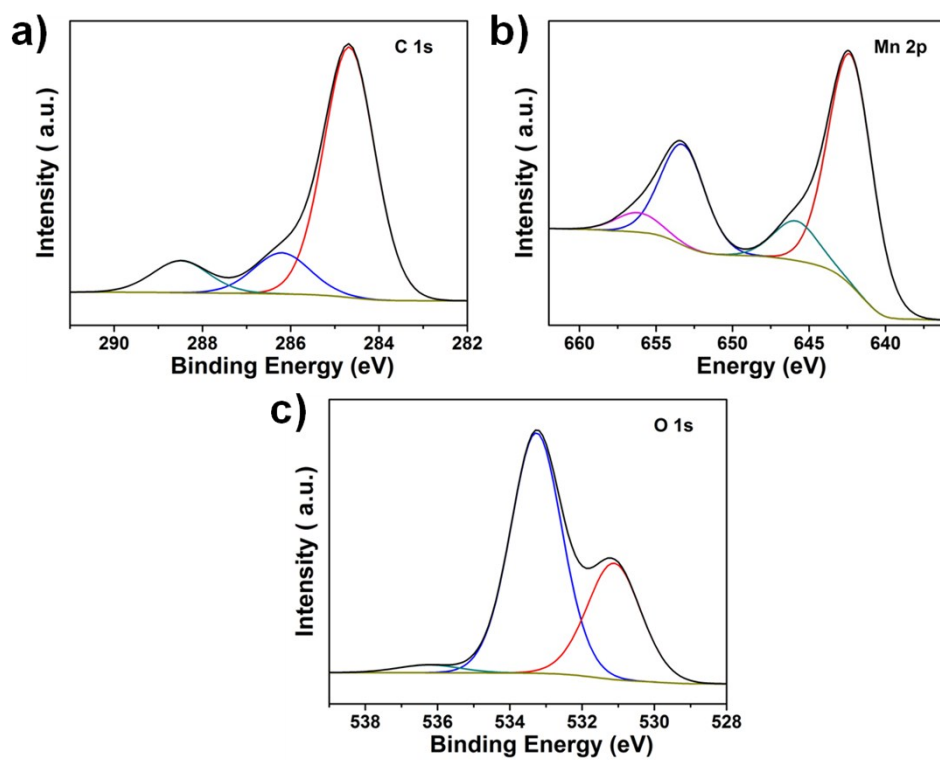 a)
C 1s
Intensity ( a.u.)
290 288 286 284 282
Binding Energy (eV)
b)
Mn 2p
Intensity (a.u.)
660 655 650 645 640
Energy (eV)
c)
O 1s
Intensity ( a.u.)
538 536 534 532 530 528
Binding Energy (eV)